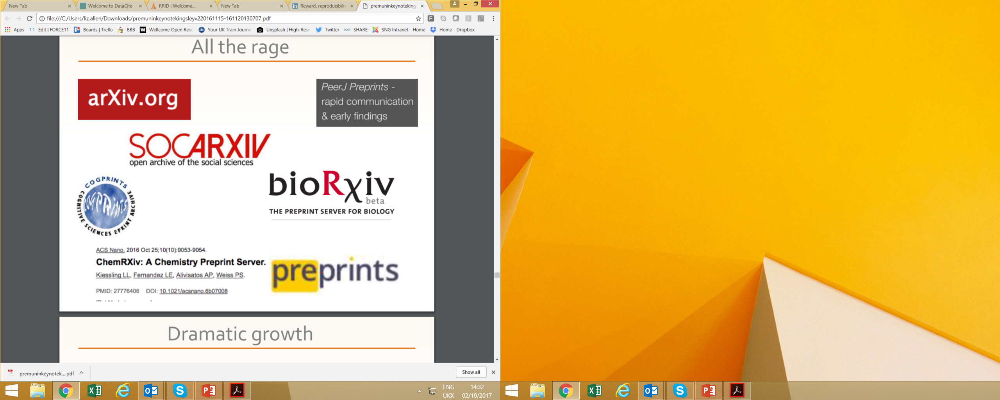 New Tab
Welcome to DataCite
RRID | Welcome...
New Tab
Reward, reproducibilit
premuninkeynoteking
file:///C:/Users/liz.allen/Downloads/premuninkeynotekingsleyv220161115-161120130707.pdf
Apps
11 Edit | FORCE11
Boards | Trello
BBB
W Wellcome Open Rese
Your UK Train Journe
Unsplash | High-Reso
Twitter
SHARE
SNG Intranet - Home
Home - Dropbox
All the rage
arXiv.org
PeerJ Preprints -
rapid communication
& early findings
SOCARXIV
open archive of the social sciences
COGPRINTS
COGPRINTS
COGNITIVE SCIENCES EPRINT ARCHIVE
bioRχiv
beta
THE PREPRINT SERVER FOR BIOLOGY
ACS Nano. 2016 Oct 25;10(10):9053-9054.
ChemRXiv: A Chemistry Preprint Server.
Kiessling LL, Fernandez LE, Alivisatos AP, Weiss PS.
PMID: 27776406 DOI: 10.1021/acsnano.6b07008
preprints
Dramatic growth
premuninkeynotek....pdf
Show all
ENG 14:32
UKX 02/10/2017